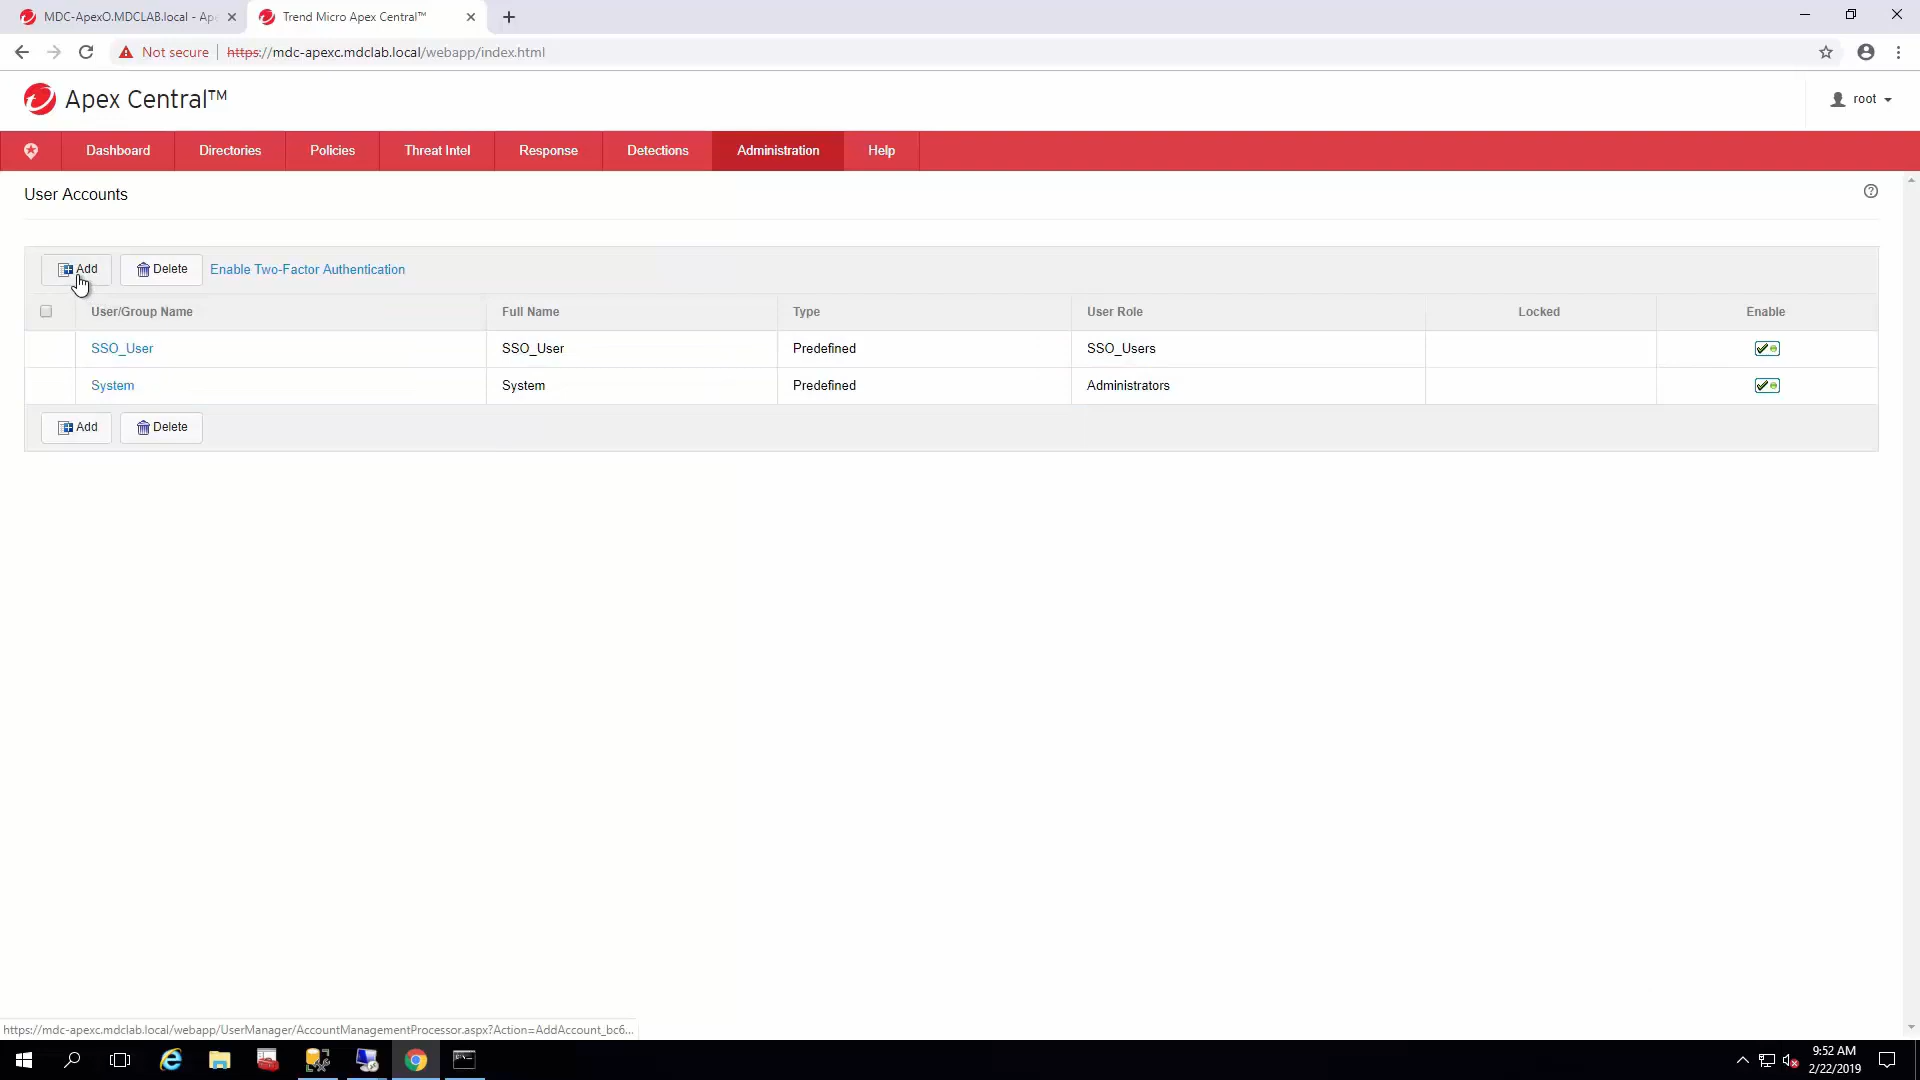 MDC-ApexO.MDCLAB.local - Ap
Trend Micro Apex Central™
Not secure
https://mdc-apexc.mdclab.local/webapp/index.html
Apex Central™
root
Dashboard
Directories
Policies
Threat Intel
Response
Detections
Administration
Help
User Accounts
Add
Delete
Enable Two-Factor Authentication
User/Group Name
Full Name
Type
User Role
Locked
Enable
SSO_User
SSO_User
Predefined
SSO_Users
System
System
Predefined
Administrators
Add
Delete
https://mdc-apexc.mdclab.local/webapp/UserManager/AccountManagementProcessor.aspx?Action=AddAccount_bc6...
9:52 AM
2/22/2019